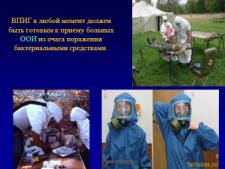 ВПИГ в любой момент должен
быть готовым к приему больных
ООИ из очага поражения
бактериальными средствами.